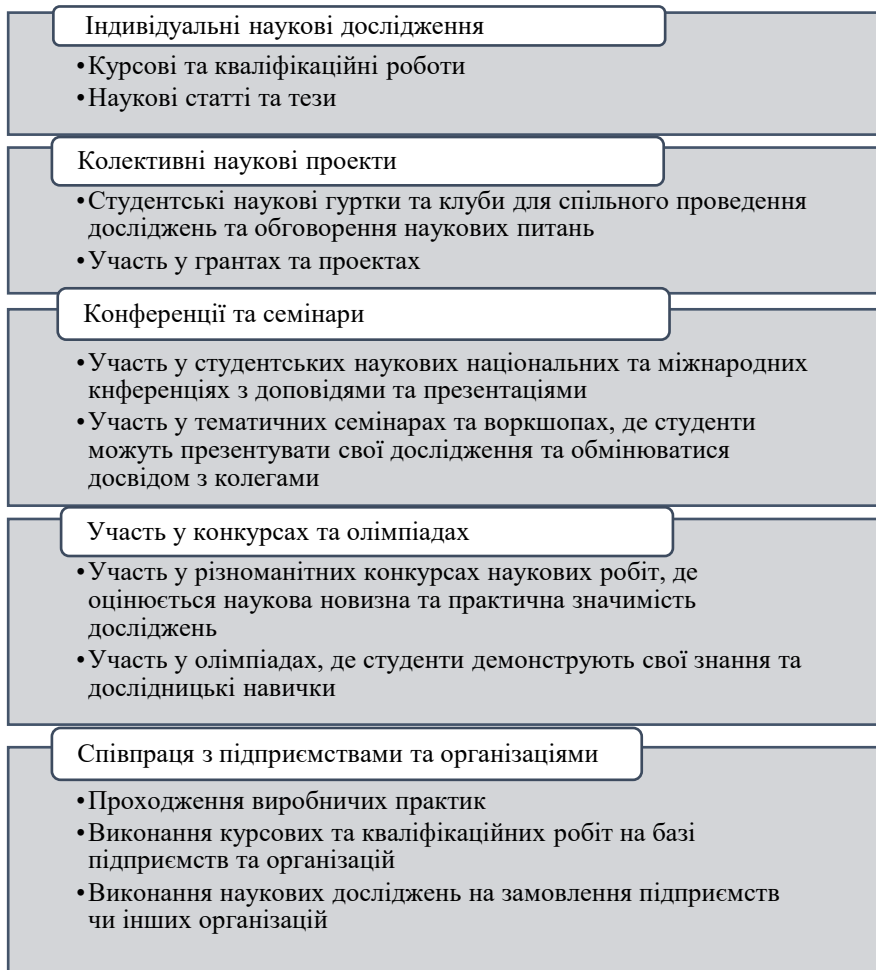 Індивідуальні наукові дослідження
•Курсові та кваліфікаційні роботи
•Наукові статті та тези
Колективні наукові проекти
•Студентські наукові гуртки та клуби для спільного проведення
досліджень та обговорення наукових питань
•Участь у грантах та проектах
Конференції та семінари
•Участь у студентських наукових національних та міжнародних
кнференціях з доповідями та презентаціями
•Участь у тематичних семінарах та воркшопах, де студенти
можуть презентувати свої дослідження та обмінюватися
досвідом з колегами
Участь у конкурсах та олімпіадах
•Участь у різноманітних конкурсах наукових робіт, де
оцінюється наукова новизна та практична значимість
досліджень
•Участь у олімпіадах, де студенти демонструють свої знання та
дослідницькі навички
Співпраця з підприємствами та організаціями
•Проходження виробничих практик
•Виконання курсових та кваліфікаційних робіт на базі
підприємств та організацій
•Виконання наукових досліджень на замовлення підприємств
чи інших організацій